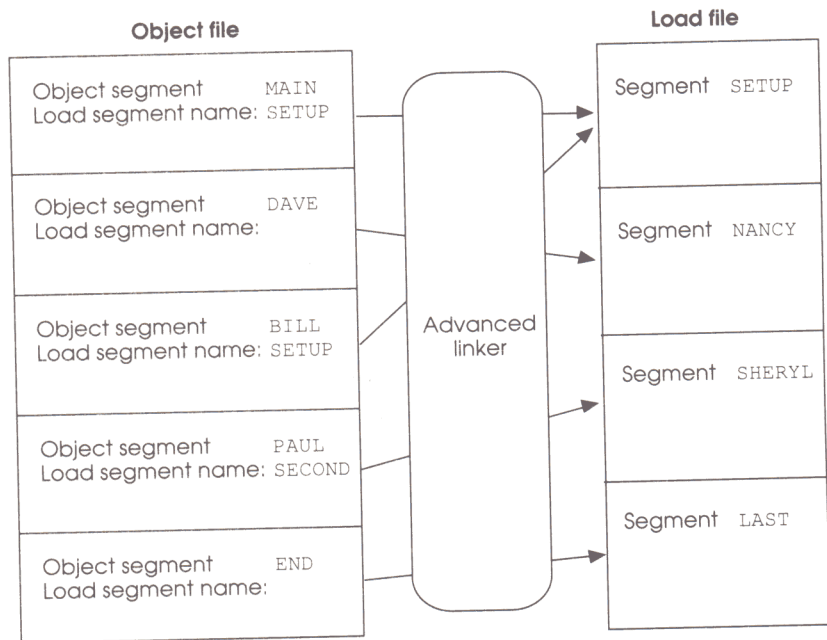 Object file
Object segment MAIN
Load segment name: SETUP
Object segment DAVE
Load segment name:
Object segment BILL
Load segment name: SETUP
Object segment PAUL
Load segment name: SECOND
Object segment END
Load segment name:
Advanced
linker
Load file
Segment SETUP
Segment NANCY
Segment SHERYL
Segment LAST